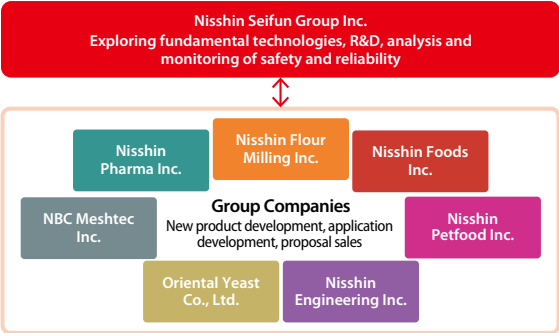 Nisshin Seifun Group Inc.
Exploring fundamental technologies, R&D, analysis and
monitoring of safety and reliability
Nisshin
Pharma Inc.
Nisshin Flour
Milling Inc.
Nisshin Foods
Inc.
NBC Meshtec
Inc.
Group Companies
New product development, application
development, proposal sales
Nisshin
Petfood Inc.
Oriental Yeast
Co., Ltd.
Nisshin
Engineering Inc.